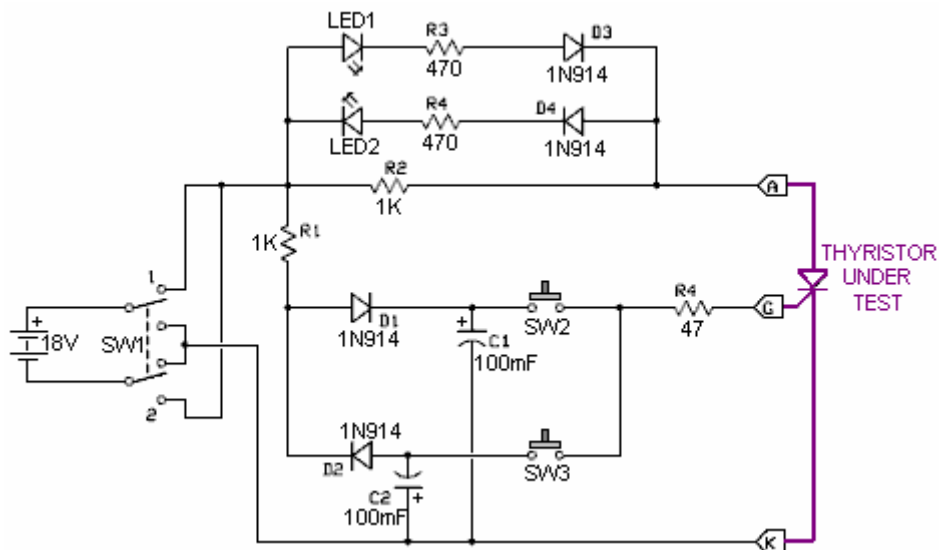 LED1
R3
470
D3
1N914
LED2
R4
470
D4
1N914
R2
1K
A
R1
1K
THYRISTOR
UNDER
TEST
1
D1
1N914
C1
100mF
SW2
R4
47
G
+
18V
SW1
+
2
1N914
D2
C2
100mF
+
SW3
K